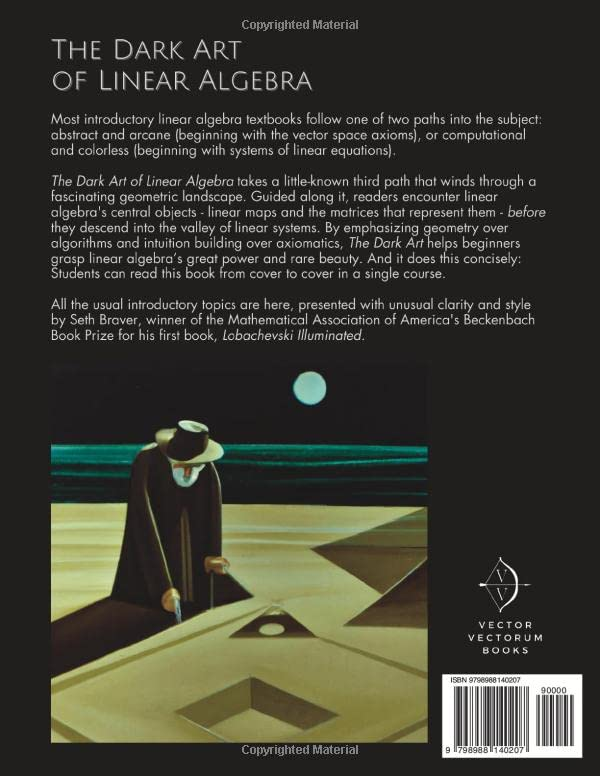 Copyrighted Material
The Dark Art
of Linear Algebra
Most introductory linear algebra textbooks follow one of two paths into the subject:
abstract and arcane (beginning with the vector space axioms), or computational
and colorless (beginning with systems of linear equations).
The Dark Art of Linear Algebra takes a little-known third path that winds through a
fascinating geometric landscape. Guided along it, readers encounter linear
algebra's central objects - linear maps and the matrices that represent them - before
they descend into the valley of linear systems. By emphasizing geometry over
algorithms and intuition building over axiomatics, The Dark Art helps beginners
grasp linear algebra's great power and rare beauty. And it does this concisely:
Students can read this book from cover to cover in a single course.
All the usual introductory topics are here, presented with unusual clarity and style
by Seth Braver, winner of the Mathematical Association of America's Beckenbach
Book Prize for his first book, Lobachevski Illuminated.
V
V
VECTOR
VECTORUM
BOOKS
ISBN 9798988140207
90000
9 798988 140207
Copyrighted Material